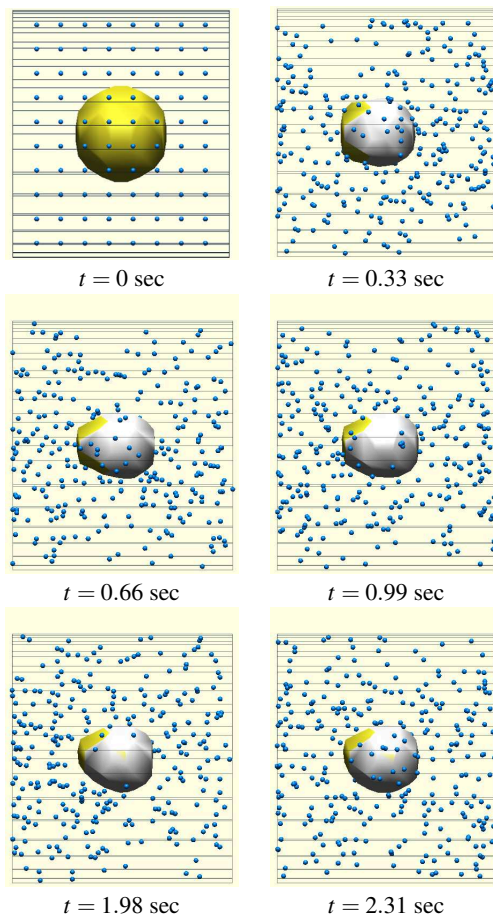 t = 0 sec
t = 0.33 sec
t = 0.66 sec
t = 0.99 sec
t = 1.98 sec
t = 2.31 sec